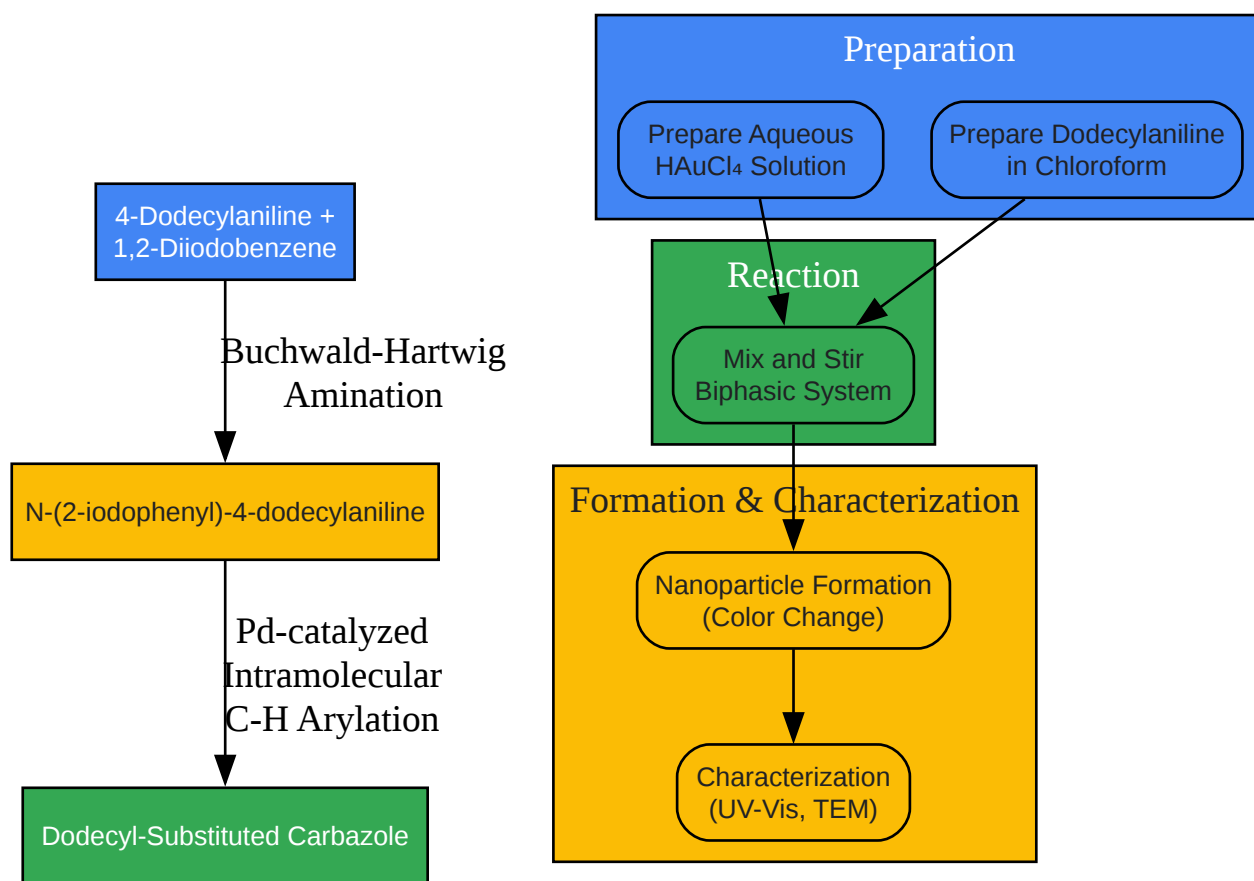 4-Dodecylaniline +
1,2-Diiodobenzene
Buchwald-Hartwig
Amination
N-(2-iodophenyl)-4-dodecylaniline
Pd-catalyzed
Intramolecular
C-H Arylation
Dodecyl-Substituted Carbazole
Preparation
Prepare Aqueous
HAuCl₄ Solution
Prepare Dodecylaniline
in Chloroform
Reaction
Mix and Stir
Biphasic System
Formation & Characterization
Nanoparticle Formation
(Color Change)
Characterization
(UV-Vis, TEM)